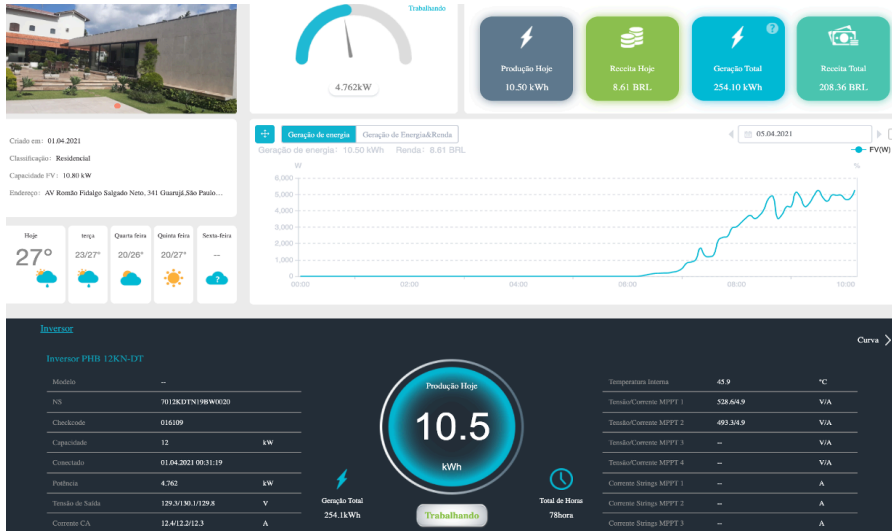 Trabalhando
4.762kW
Produção Hoje
10.50 kWh
Receita Hoje
8.61 BRL
?
Geração Total
254.10 kWh
Receita Total
208.36 BRL
Criado em: 01.04.2021
Classificação: Residencial
Capacidade FV: 10.80 kW
Endereço: AV Romão Fidalgo Salgado Neto, 341 Guarujá,São Paulo…
Geração de energia
Geração de Energia&Renda
05.04.2021
Geração de energia: 10.50 kWh Renda: 8.61 BRL
FV(W)
W
%
6,000
5,000
4,000
3,000
2,000
1,000
0
00:00 02:00 04:00 06:00 08:00 10:00
Hoje
27°
terça
23/27°
Quarta feira
20/26°
Quinta feira
20/27°
Sexta-feira
--
?
Inversor
Curva
Inversor PHB 12KN-DT
Modelo --
NS 7012KDTN19BW0020
Checkcode 016109
Capacidade 12 kW
Conectado 01.04.2021 00:31:19
Potência 4.762 kW
Tensão de Saída 129.3/130.1/129.8 V
Corrente CA 12.4/12.2/12.3 A
Produção Hoje
10.5
kWh
Geração Total
254.1kWh
Trabalhando
Total de Horas
78hora
Temperatura Interna 45.9 °C
Tensão/Corrente MPPT 1 528.6/4.9 V/A
Tensão/Corrente MPPT 2 493.3/4.9 V/A
Tensão/Corrente MPPT 3 -- V/A
Tensão/Corrente MPPT 4 -- V/A
Corrente Strings MPPT 1 -- A
Corrente Strings MPPT 2 -- A
Corrente Strings MPPT 3 -- A